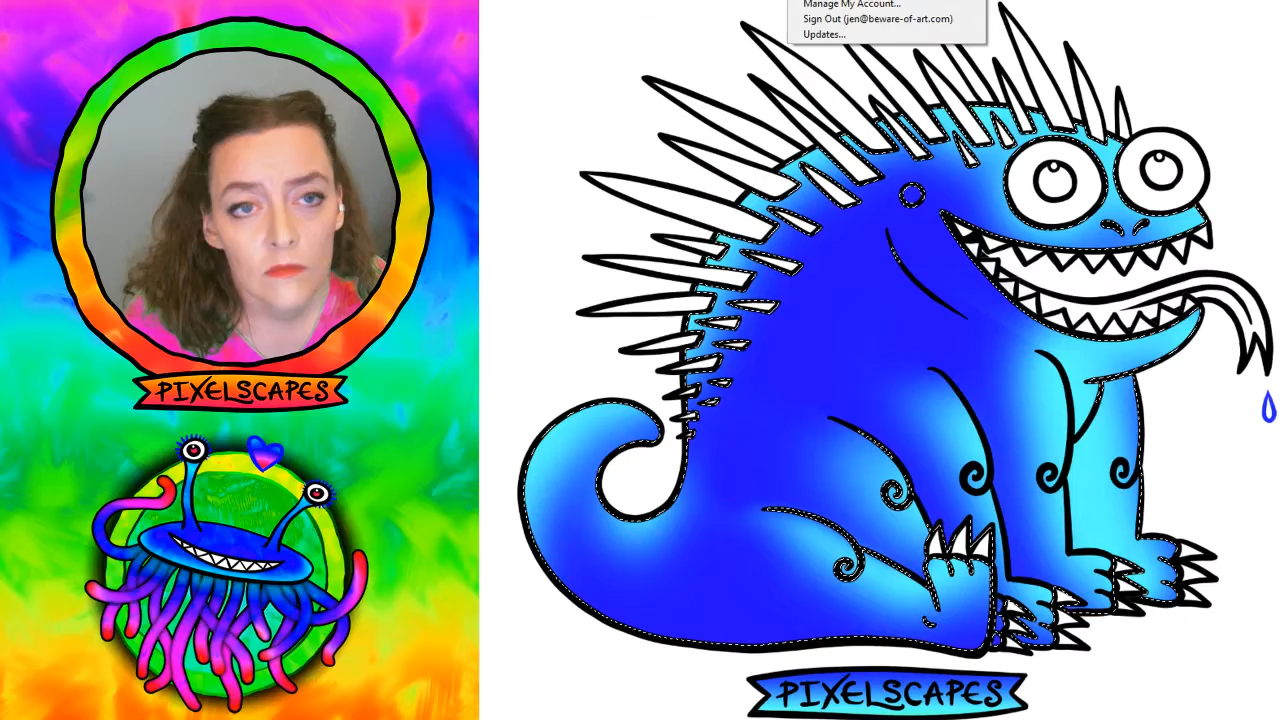 Manage My Account...
Sign Out (jen@beware-of-art.com)
Updates...
PIXELSCAPES
PIXELSCAPES